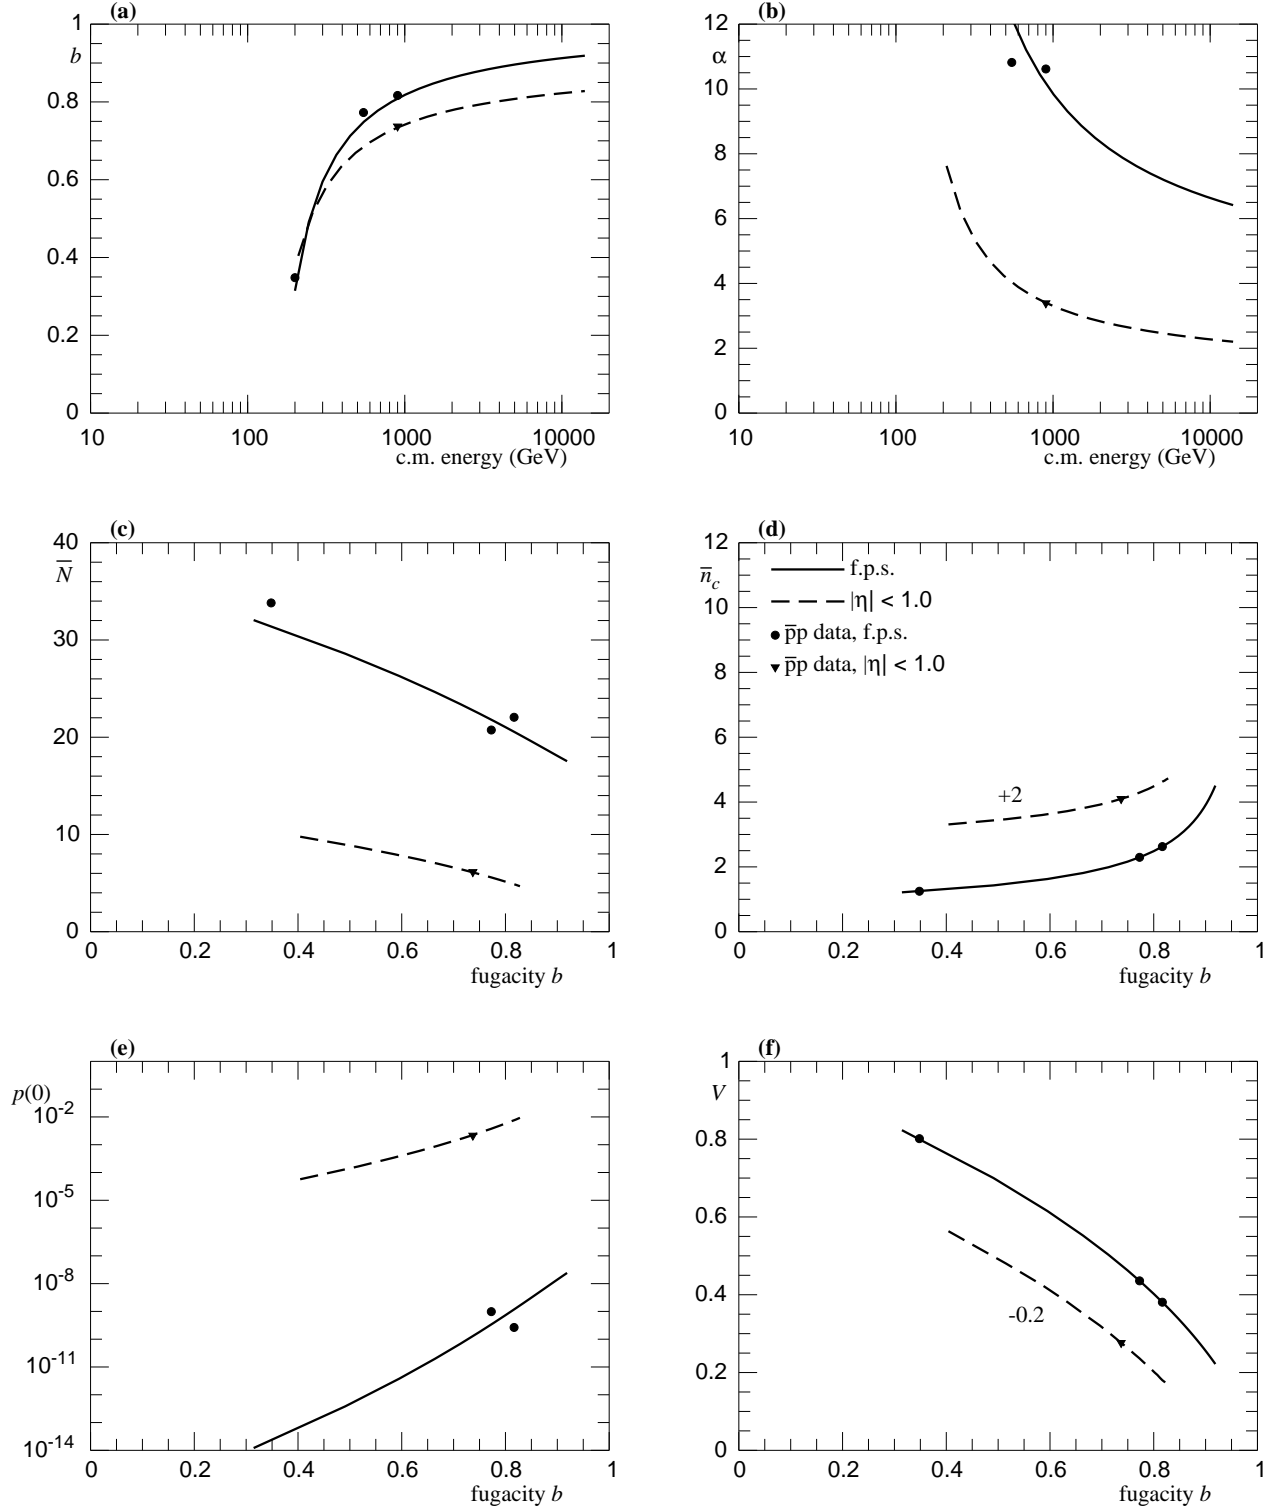 (a)
1
b
0.8
0.6
0.4
0.2
0
10 100 1000 10000
c.m. energy (GeV)
(b)
12
α
10
8
6
4
2
0
10 100 1000 10000
c.m. energy (GeV)
(c)
40
N̅
30
20
10
0
0 0.2 0.4 0.6 0.8 1
fugacity b
(d)
12
n̅c
10
8
6
4
2
0
f.p.s.
|η| < 1.0
p̅p data, f.p.s.
p̅p data, |η| < 1.0
+2
0 0.2 0.4 0.6 0.8 1
fugacity b
(e)
p(0)
10-2
10-5
10-8
10-11
10-14
0 0.2 0.4 0.6 0.8 1
fugacity b
(f)
1
V
0.8
0.6
0.4
0.2
0
-0.2
0 0.2 0.4 0.6 0.8 1
fugacity b